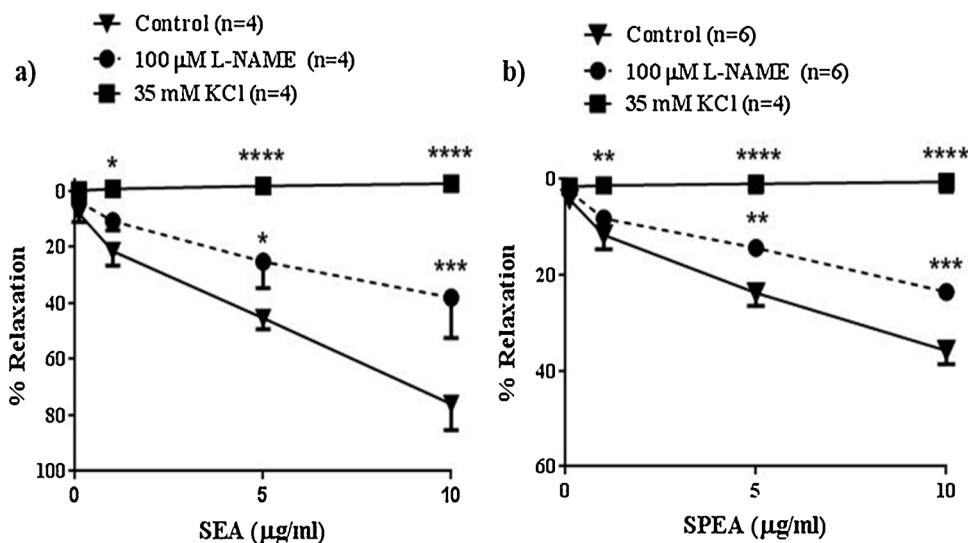 a)
Control (n=4)
100 μM L-NAME (n=4)
35 mM KCl (n=4)
* **** ****
* ***
0
20
40
60
80
100
% Relaxation
0 5 10
SEA (μg/ml)
b)
Control (n=6)
100 μM L-NAME (n=6)
35 mM KCl (n=4)
** **** ****
** ***
0
20
40
60
% Relaxation
0 5 10
SPEA (μg/ml)